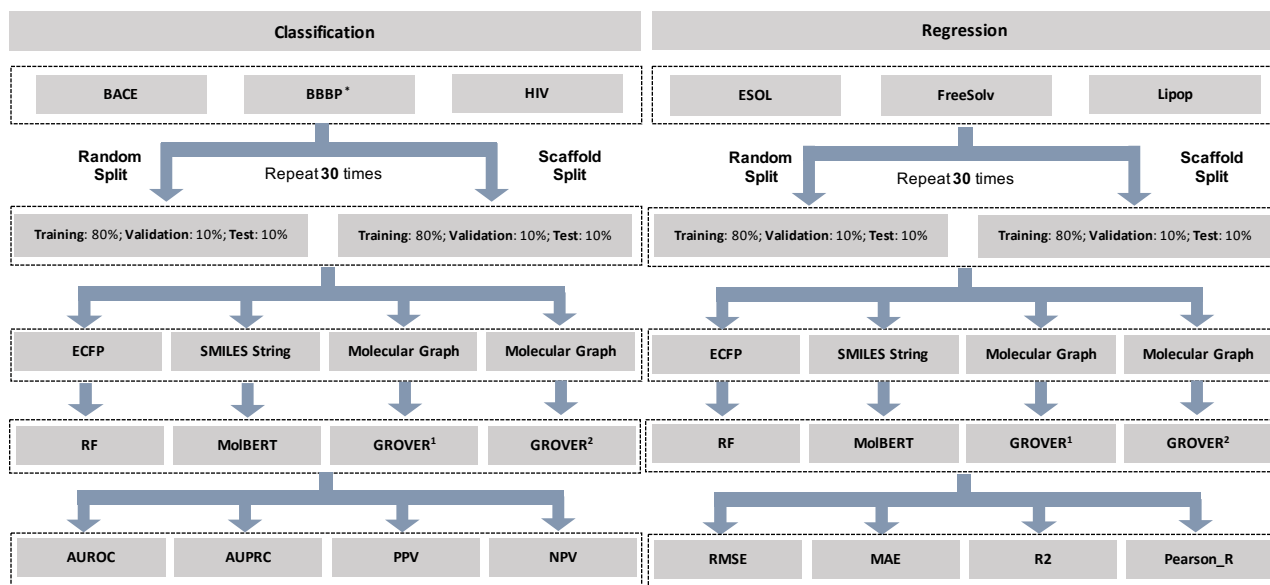 Classification
BACE
BBBP*
HIV
Random
Split
Repeat 30 times
Scaffold
Split
Training: 80%; Validation: 10%; Test: 10%
Training: 80%; Validation: 10%; Test: 10%
ECFP
SMILES String
Molecular Graph
Molecular Graph
RF
MolBERT
GROVER¹
GROVER²
AUROC
AUPRC
PPV
NPV
Regression
ESOL
FreeSolv
Lipop
Random
Split
Repeat 30 times
Scaffold
Split
Training: 80%; Validation: 10%; Test: 10%
Training: 80%; Validation: 10%; Test: 10%
ECFP
SMILES String
Molecular Graph
Molecular Graph
RF
MolBERT
GROVER¹
GROVER²
RMSE
MAE
R2
Pearson_R